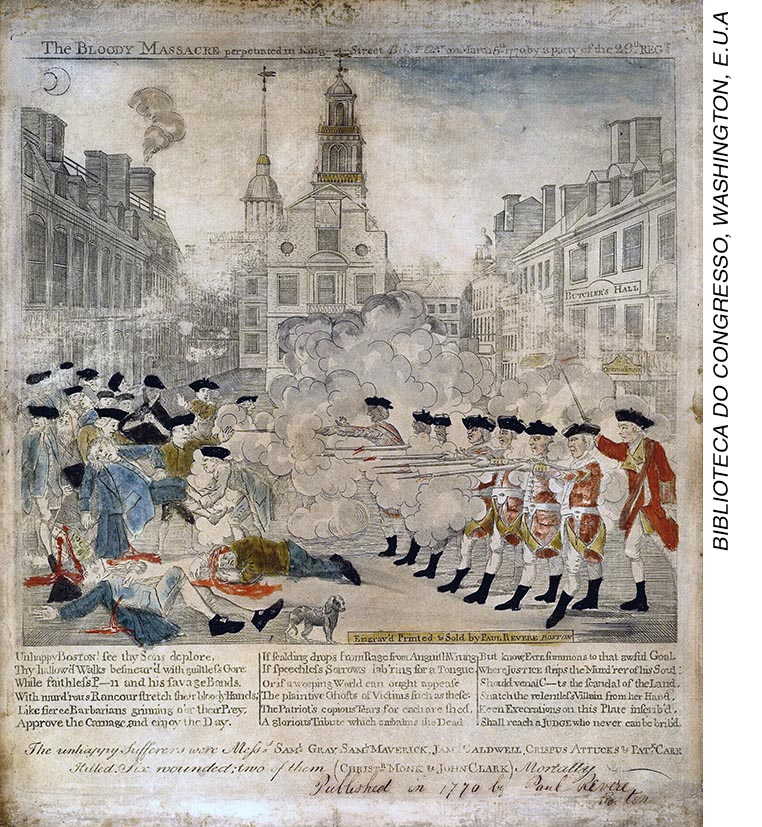 The BLOODY MASSACRE perpetrated in King Street on March 5th 1770 by a party of the 29th REGt
BUTCHER'S HALL
Engrav'd Printed & Sold by PAUL REVERE BOSTON
Unhappy BOSTON! ſee thy Sons deplore,
Thy hallow'd Walks beſmear'd with guiltleſs Gore:
While faithleſs P—n and his ſavage Bands,
With murd'rous Rancour ſtretch their bloody Hands;
Like fierce Barbarians grinning o'er their Prey,
Approve the Carnage, and enjoy the Day.
If ſcalding drops from Rage from Anguiſh Wrung
If ſpeechleſs Sorrows lab'ring for a Tongue,
Or if a weeping World can ought appeaſe
The plaintive Ghoſts of Victims ſuch as theſe:
The Patriot's copious Tears for each are ſhed,
A glorious Tribute which embalms the Dead
But know, FATE ſummons to that awful Goal,
Where JUSTICE ſtrips the Murd'rer of his Soul:
Should venal C—ts the ſcandal of the Land,
Snatch the relentleſs Villain from her Hand,
Keen Execrations on this Plate inſcrib'd,
Shall reach a JUDGE who never can be brib'd.
The unhappy Sufferers were Meſsrs SAML GRAY, SAML MAVERICK, JAMS CALDWELL, CRISPUS ATTUCKS & PATK CARR
Killed. Six wounded; two of them (CHRISTR MONK & JOHN CLARK) Mortally
Published in 1770 by Paul Revere
Boston
BIBLIOTECA DO CONGRESSO, WASHINGTON, E.U.A